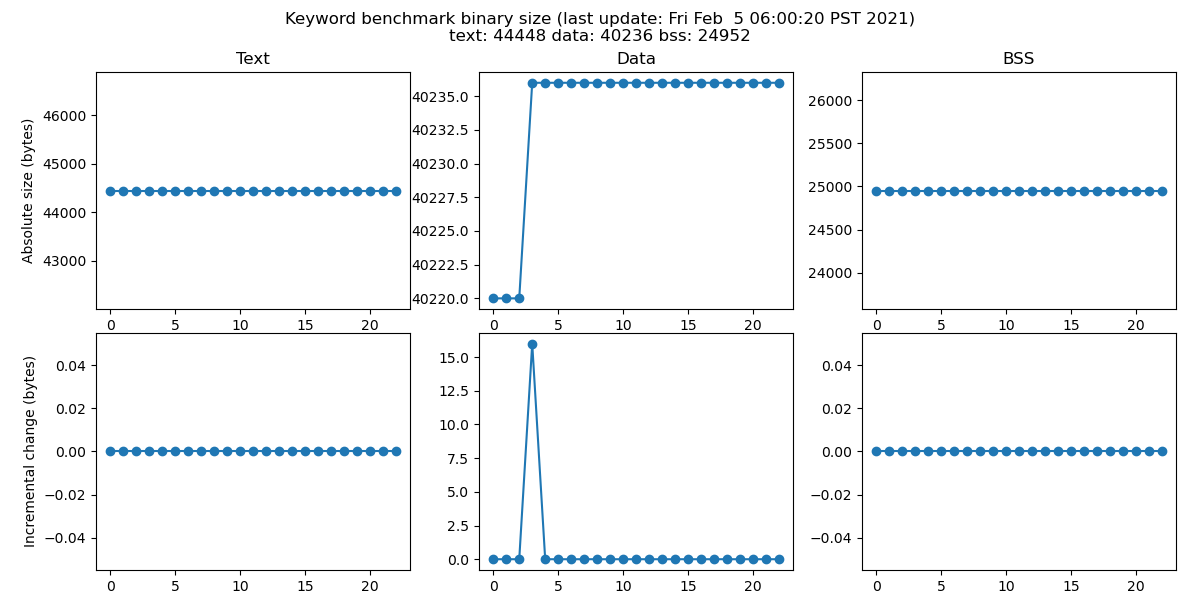 Keyword benchmark binary size (last update: Fri Feb  5 06:00:20 PST 2021)
text: 44448 data: 40236 bss: 24952
Text
Data
BSS
Absolute size (bytes)
46000
45000
44000
43000
0 5 10 15 20
40235.0
40232.5
40230.0
40227.5
40225.0
40222.5
40220.0
0 5 10 15 20
26000
25500
25000
24500
24000
0 5 10 15 20
Incremental change (bytes)
0.04
0.02
0.00
−0.02
−0.04
0 5 10 15 20
15.0
12.5
10.0
7.5
5.0
2.5
0.0
0 5 10 15 20
0.04
0.02
0.00
−0.02
−0.04
0 5 10 15 20